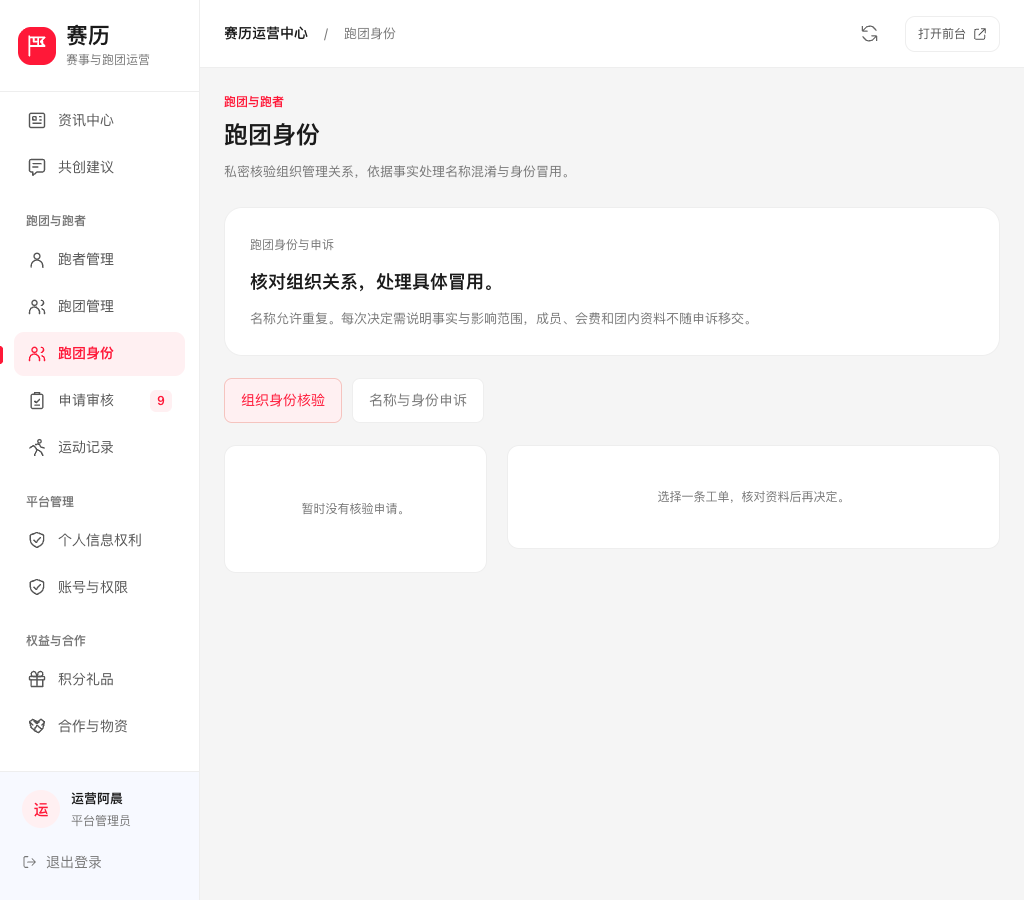 赛历
赛事与跑团运营
资讯中心
共创建议
跑团与跑者
跑者管理
跑团管理
跑团身份
申请审核 9
运动记录
平台管理
个人信息权利
账号与权限
权益与合作
积分礼品
合作与物资
运
运营阿晨
平台管理员
退出登录
赛历运营中心 / 跑团身份
打开前台
跑团与跑者
跑团身份
私密核验组织管理关系，依据事实处理名称混淆与身份冒用。
跑团身份与申诉
核对组织关系，处理具体冒用。
名称允许重复。每次决定需说明事实与影响范围，成员、会费和团内资料不随申诉移交。
组织身份核验
名称与身份申诉
暂时没有核验申请。
选择一条工单，核对资料后再决定。